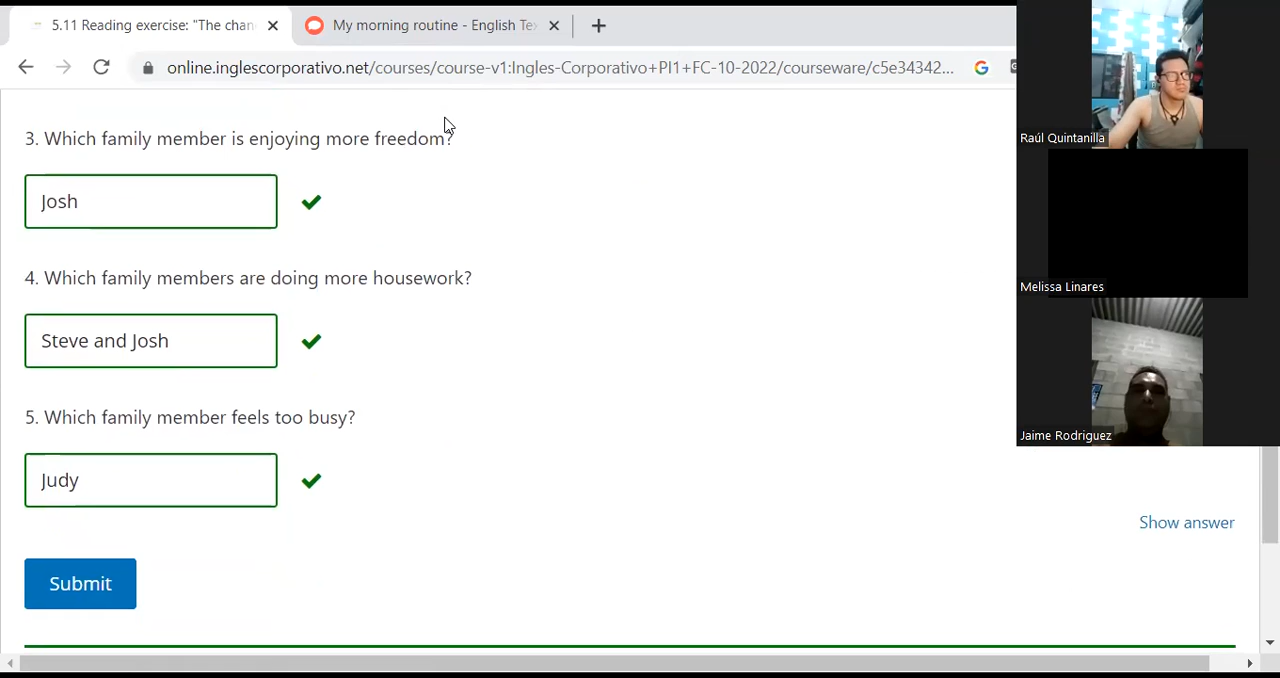 5.11 Reading exercise: "The chan
My morning routine - English Tex
online.inglescorporativo.net/courses/course-v1:Ingles-Corporativo+PI1+FC-10-2022/courseware/c5e34342...
3. Which family member is enjoying more freedom?
Josh
4. Which family members are doing more housework?
Steve and Josh
5. Which family member feels too busy?
Judy
Show answer
Submit
Raúl Quintanilla
Melissa Linares
Jaime Rodriguez